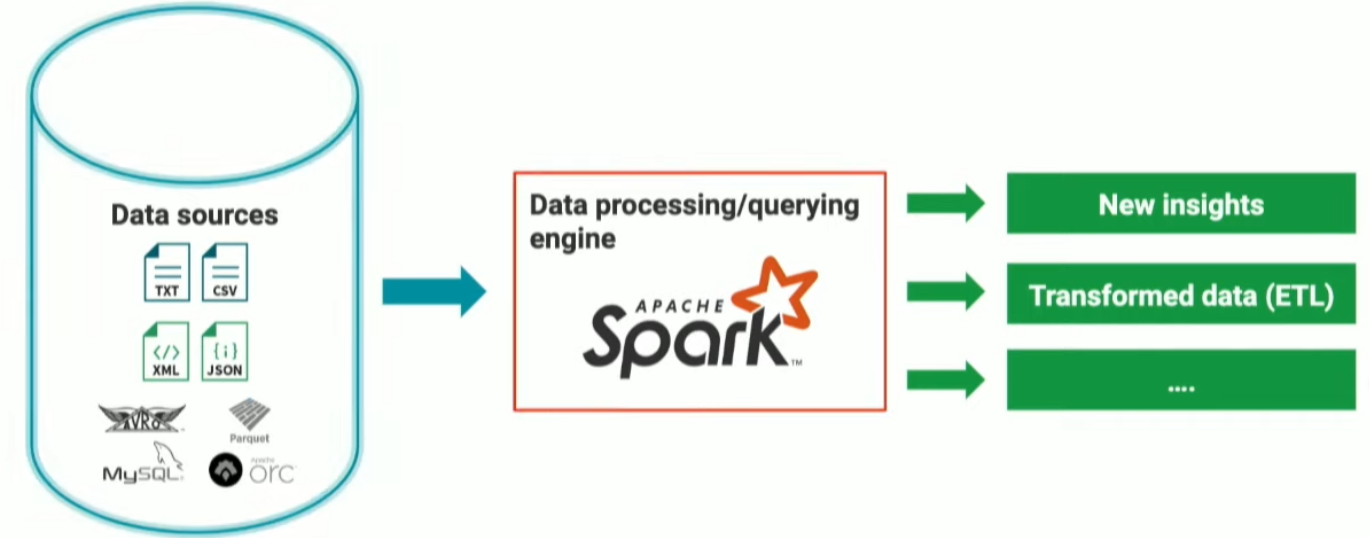 Data sources
TXT CSV
</>
{i}
XML JSON
AVRO
Parquet
MySQL
Apache
orc
Data processing/querying
engine
APACHE
Spark™
New insights
Transformed data (ETL)
....